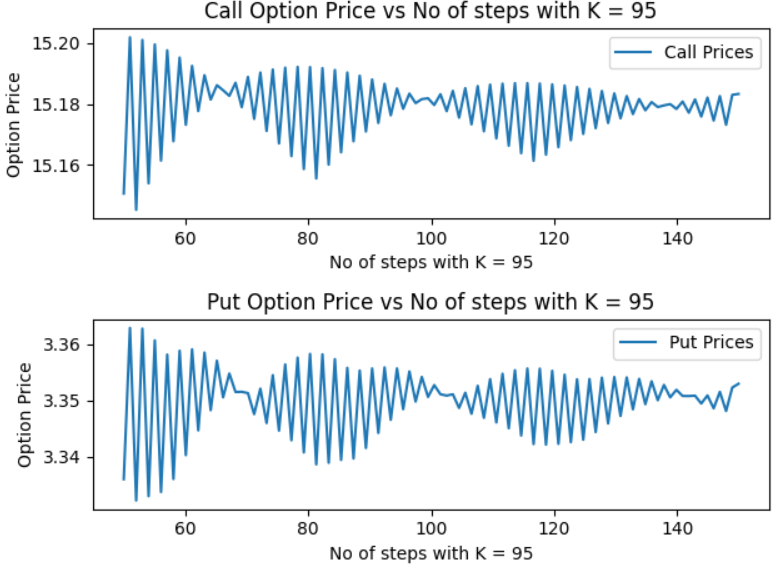 Call Option Price vs No of steps with K = 95
Option Price
15.20
15.18
15.16
Call Prices
60 80 100 120 140
No of steps with K = 95
Put Option Price vs No of steps with K = 95
Option Price
3.36
3.35
3.34
Put Prices
60 80 100 120 140
No of steps with K = 95